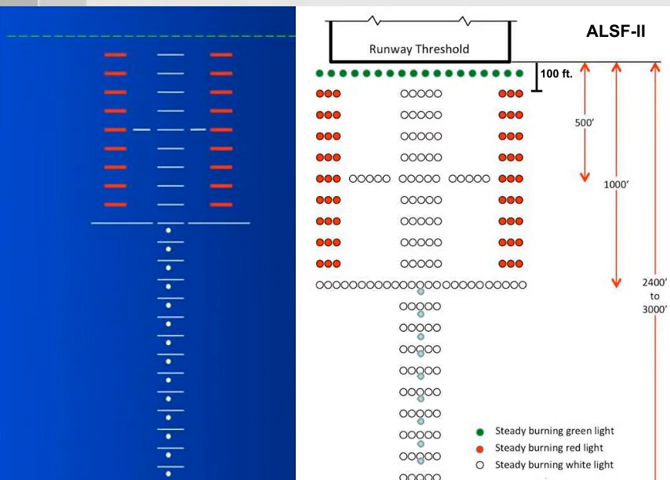 ALSF-II
Runway Threshold
100 ft.
500'
1000'
2400'
to
3000'
Steady burning green light
Steady burning red light
Steady burning white light